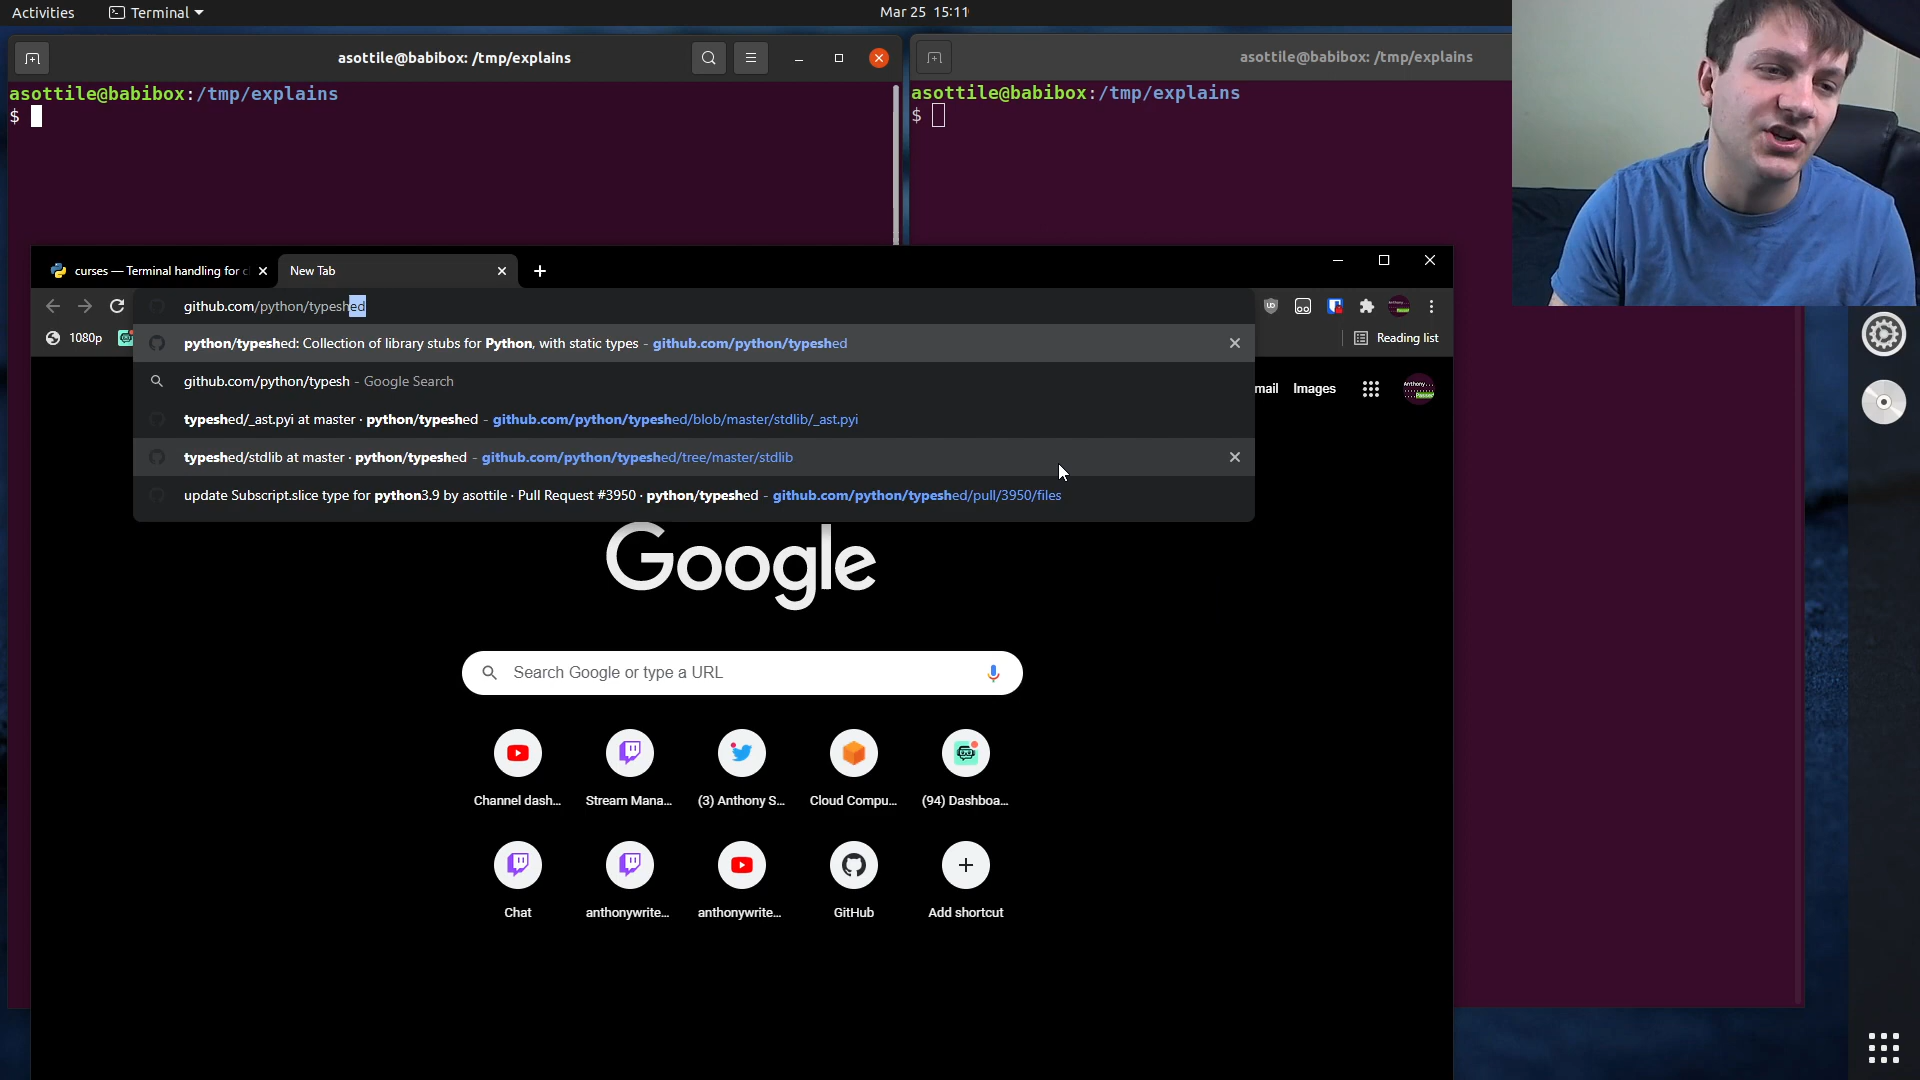 Activities
Terminal
Mar 25 15:11
asottile@babibox: /tmp/explains
asottile@babibox: /tmp/explains
asottile@babibox:/tmp/explains
$
asottile@babibox:/tmp/explains
$
curses — Terminal handling for
New Tab
github.com/python/typeshed
1080p
Reading list
python/typeshed: Collection of library stubs for Python, with static types - github.com/python/typeshed
github.com/python/typesh - Google Search
typeshed/_ast.pyi at master · python/typeshed - github.com/python/typeshed/blob/master/stdlib/_ast.pyi
typeshed/stdlib at master · python/typeshed - github.com/python/typeshed/tree/master/stdlib
update Subscript.slice type for python3.9 by asottile · Pull Request #3950 · python/typeshed - github.com/python/typeshed/pull/3950/files
mail
Images
Google
Search Google or type a URL
Channel dash...
Stream Mana...
(3) Anthony S...
Cloud Compu...
(94) Dashboa...
Chat
anthonywrite...
anthonywrite...
GitHub
Add shortcut